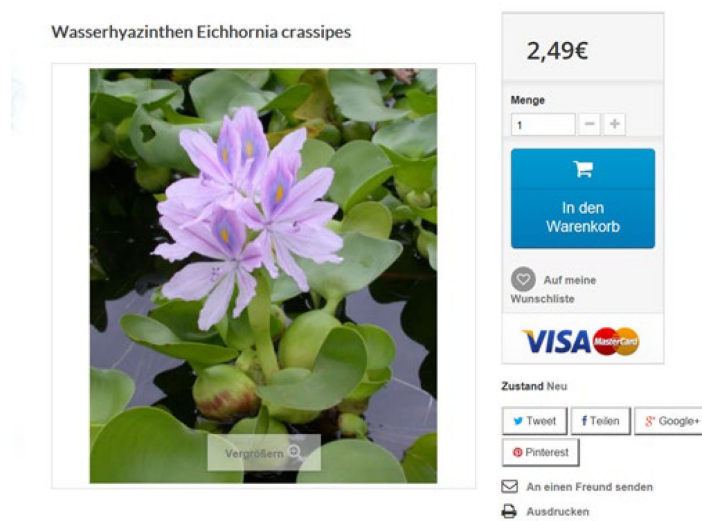 Wasserhyazinthen Eichhornia crassipes
Vergrößern
2,49€
Menge
1
In den
Warenkorb
Auf meine
Wunschliste
VISA MasterCard
Zustand Neu
Tweet
Teilen
Google+
Pinterest
An einen Freund senden
Ausdrucken